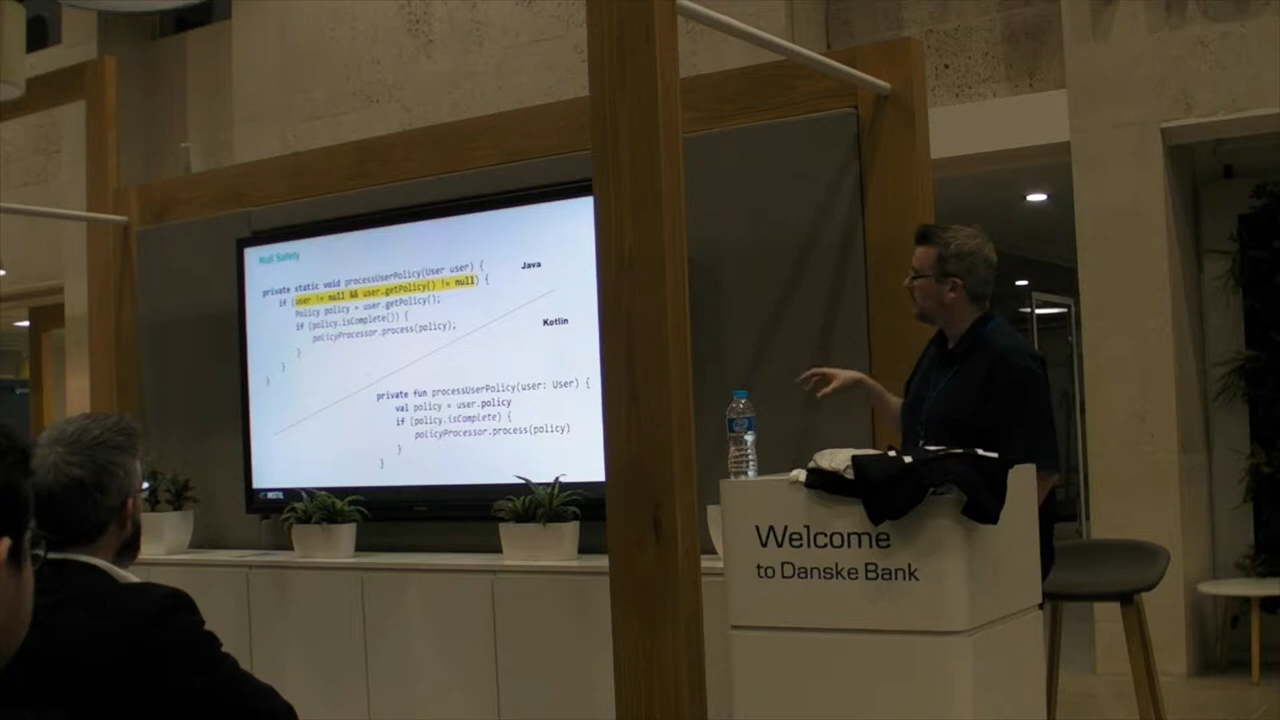 Null Safety
Java
private static void processUserPolicy(User user) {
if (user != null && user.getPolicy() != null) {
Policy policy = user.getPolicy();
if (policy.isComplete()) {
policyProcessor.process(policy);
}
}
}
Kotlin
private fun processUserPolicy(user: User) {
val policy = user.policy
if (policy.isComplete) {
policyProcessor.process(policy)
}
}
INSTIL
Welcome
to Danske Bank